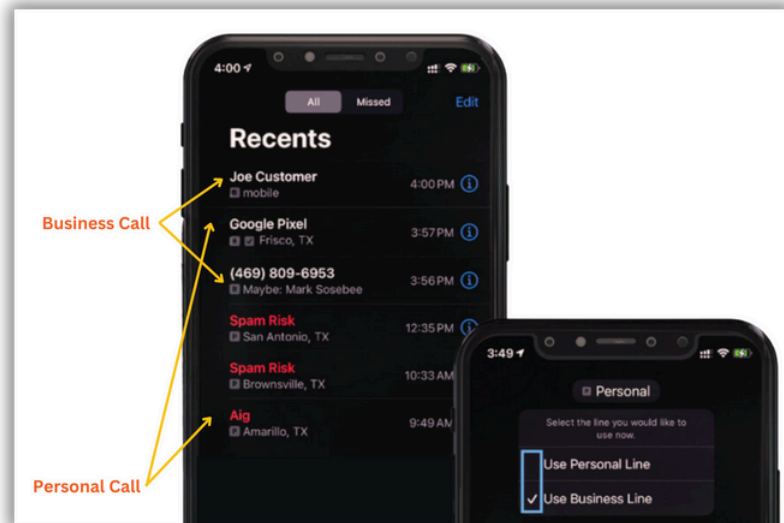 4:00
All Missed Edit
Recents
Joe Customer
mobile
4:00 PM
Google Pixel
Frisco, TX
3:57 PM
(469) 809-6953
Maybe: Mark Sosebee
3:56 PM
Spam Risk
P San Antonio, TX
12:35 PM
Spam Risk
P Brownsville, TX
10:33 AM
Aig
P Amarillo, TX
9:49 AM
Business Call
Personal Call
3:49
P Personal
Select the line you would like to
use now.
Use Personal Line
Use Business Line